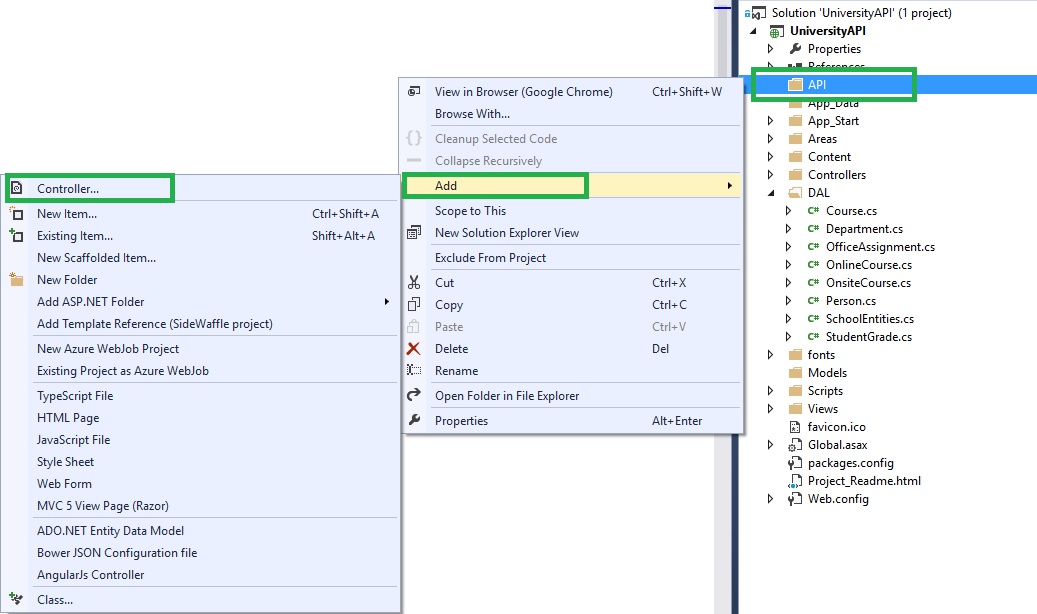 Controller...
New Item... Ctrl+Shift+A
Existing Item... Shift+Alt+A
New Scaffolded Item...
New Folder
Add ASP.NET Folder
Add Template Reference (SideWaffle project)
New Azure WebJob Project
Existing Project as Azure WebJob
TypeScript File
HTML Page
JavaScript File
Style Sheet
Web Form
MVC 5 View Page (Razor)
ADO.NET Entity Data Model
Bower JSON Configuration file
AngularJs Controller
Class...
View in Browser (Google Chrome) Ctrl+Shift+W
Browse With...
Cleanup Selected Code
Collapse Recursively
Add
Scope to This
New Solution Explorer View
Exclude From Project
Cut Ctrl+X
Copy Ctrl+C
Paste Ctrl+V
Delete Del
Rename
Open Folder in File Explorer
Properties Alt+Enter
Solution 'UniversityAPI' (1 project)
UniversityAPI
Properties
References
API
App_Data
App_Start
Areas
Content
Controllers
DAL
C# Course.cs
C# Department.cs
C# OfficeAssignment.cs
C# OnlineCourse.cs
C# OnsiteCourse.cs
C# Person.cs
C# SchoolEntities.cs
C# StudentGrade.cs
fonts
Models
Scripts
Views
favicon.ico
Global.asax
packages.config
Project_Readme.html
Web.config